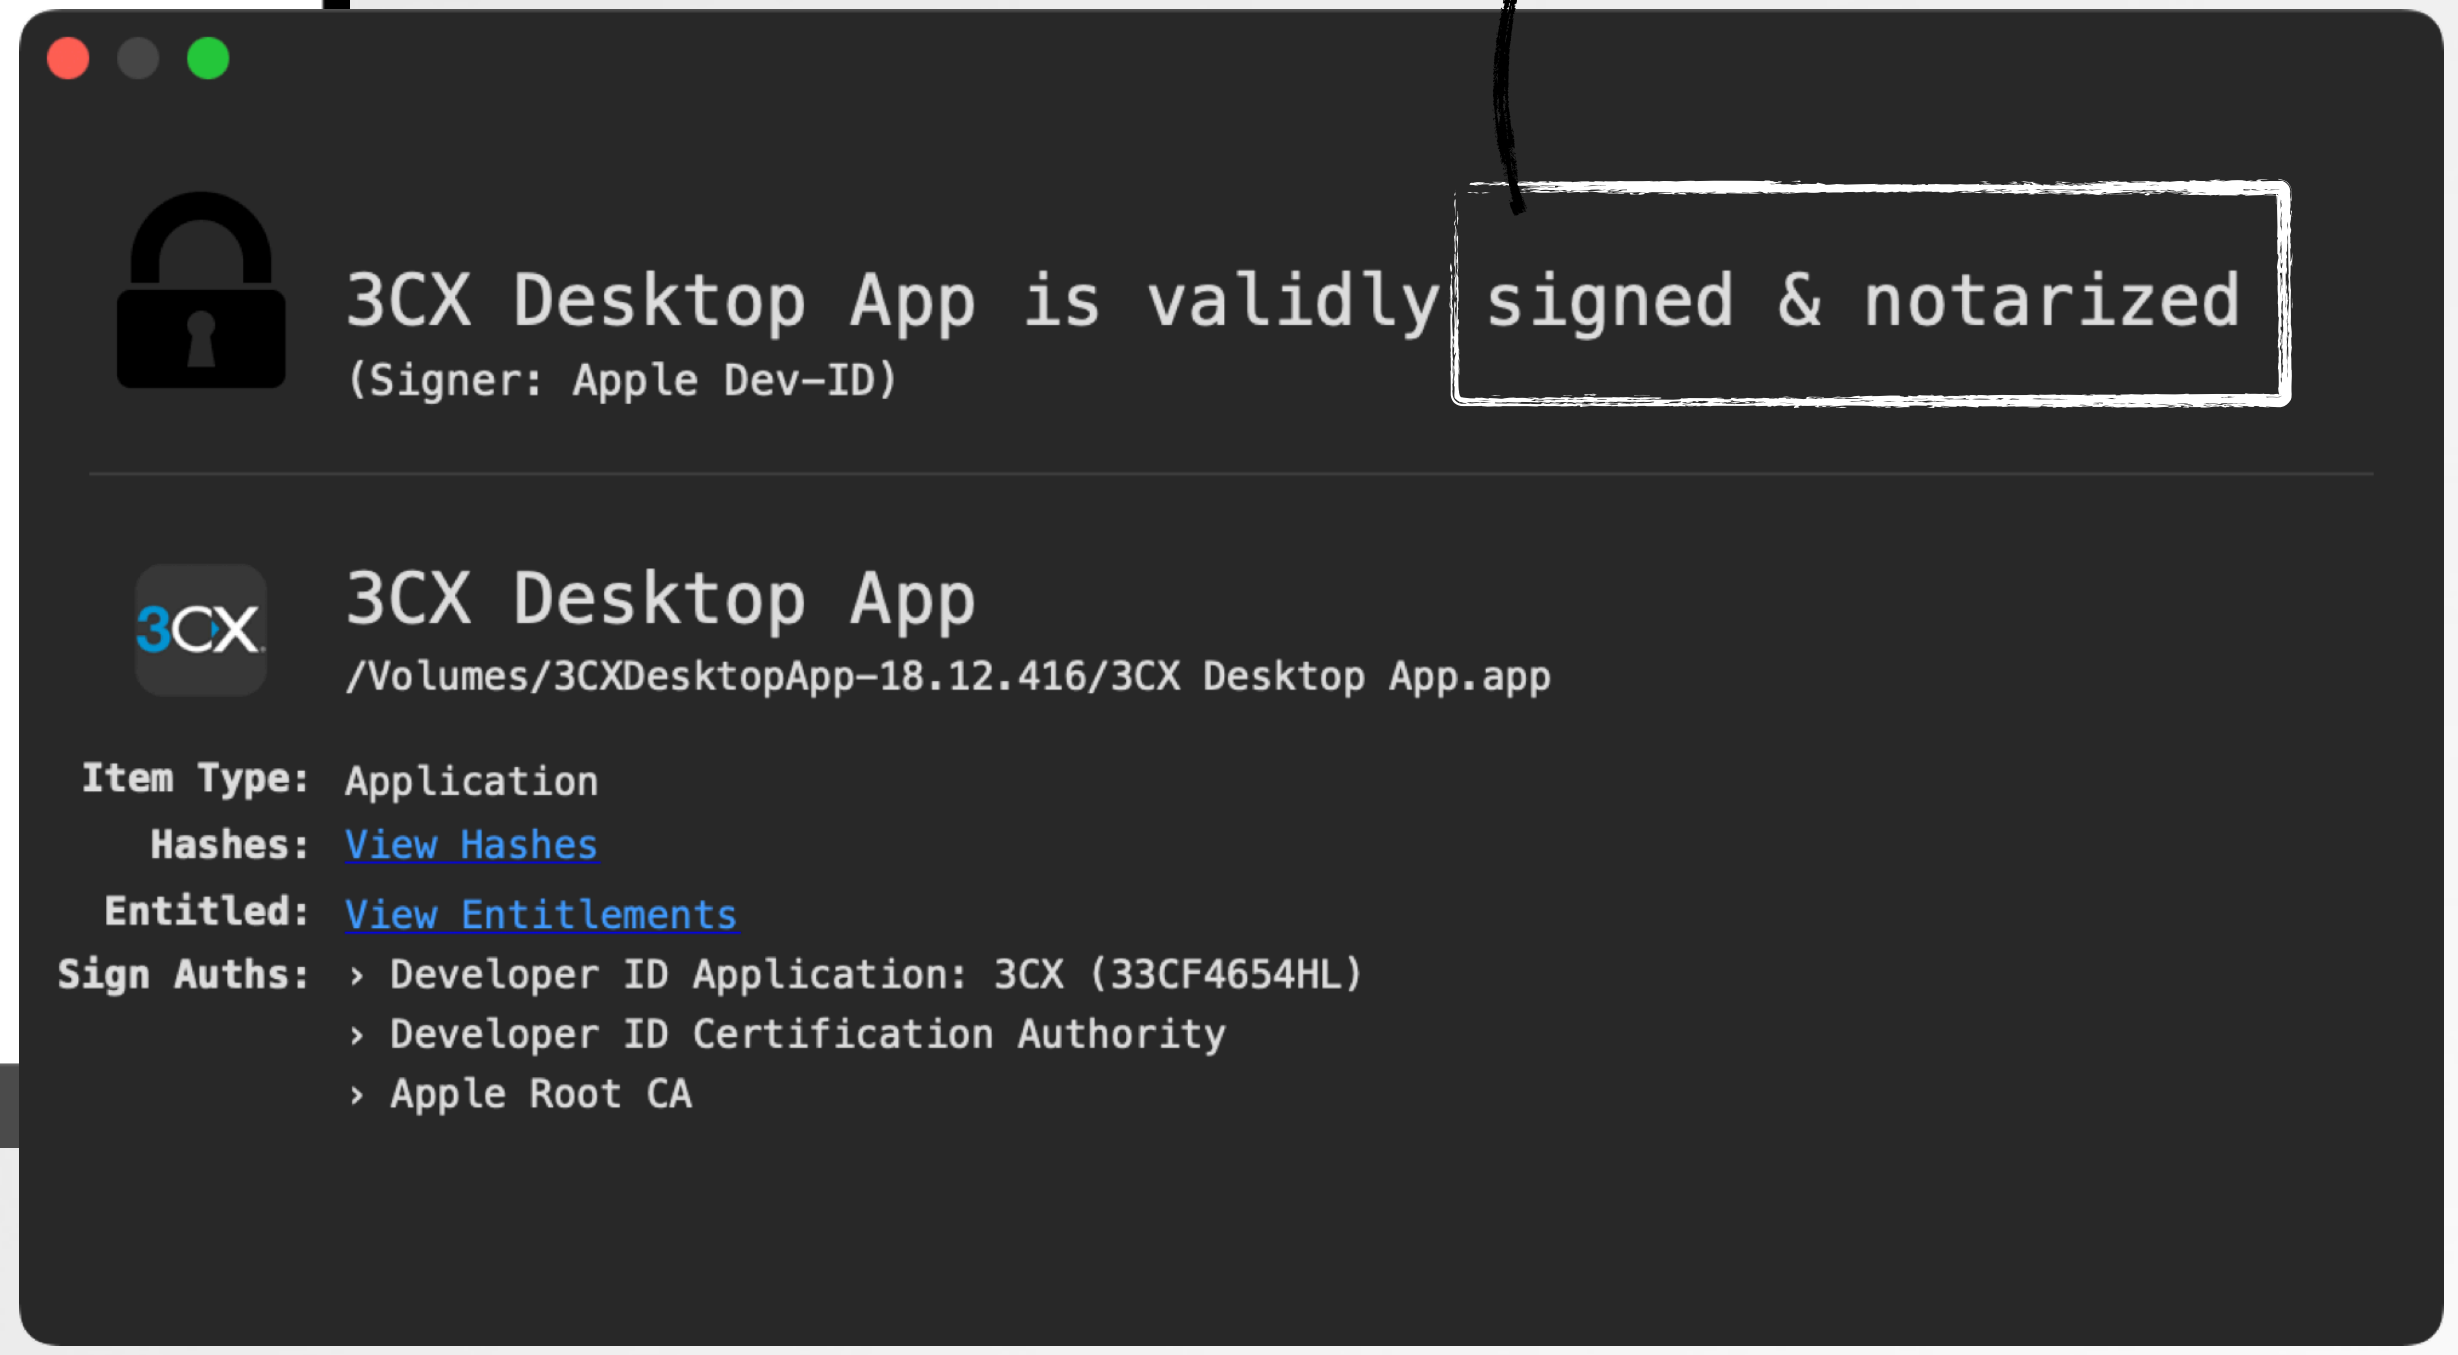 3CX Desktop App is validly signed & notarized
(Signer: Apple Dev-ID)
3CX
3CX Desktop App
/Volumes/3CXDesktopApp-18.12.416/3CX Desktop App.app
Item Type: Application
Hashes: View Hashes
Entitled: View Entitlements
Sign Auths: › Developer ID Application: 3CX (33CF4654HL)
› Developer ID Certification Authority
› Apple Root CA